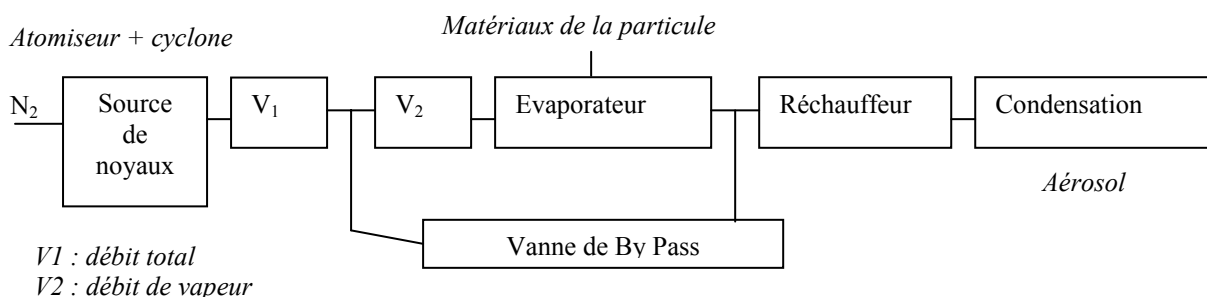 Matériaux de la particule
Atomiseur + cyclone
N2
Source
de
noyaux
V1
V2
Evaporateur
Réchauffeur
Condensation
Aérosol
Vanne de By Pass
V1 : débit total
V2 : débit de vapeur